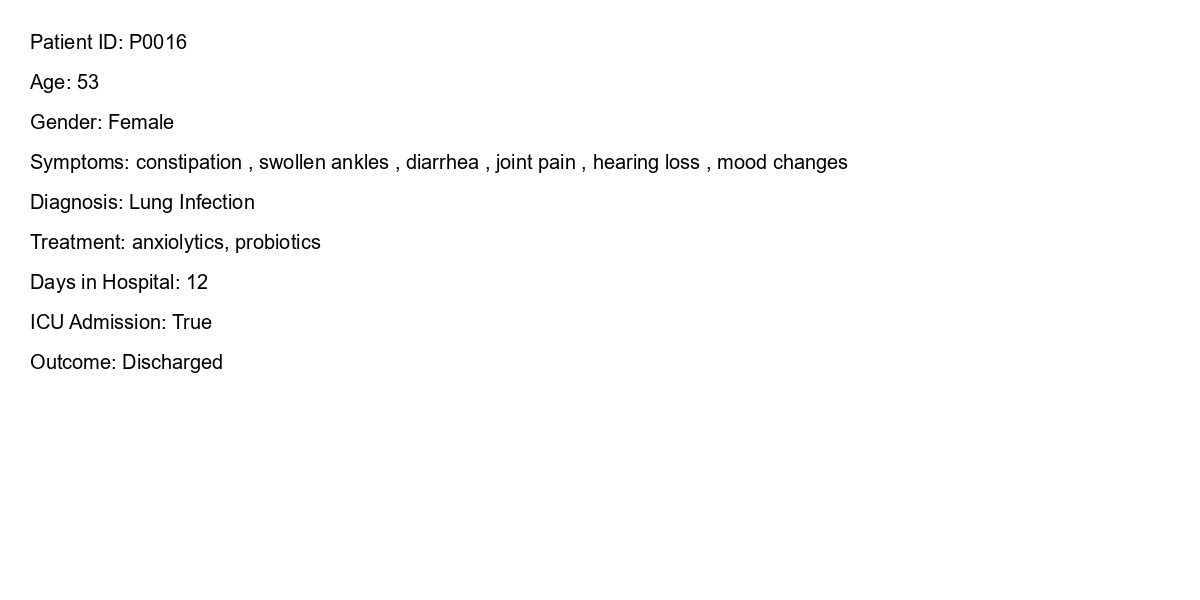 Patient ID: P0016
Age: 53
Gender: Female
Symptoms: constipation , swollen ankles , diarrhea , joint pain , hearing loss , mood changes
Diagnosis: Lung Infection
Treatment: anxiolytics, probiotics
Days in Hospital: 12
ICU Admission: True
Outcome: Discharged